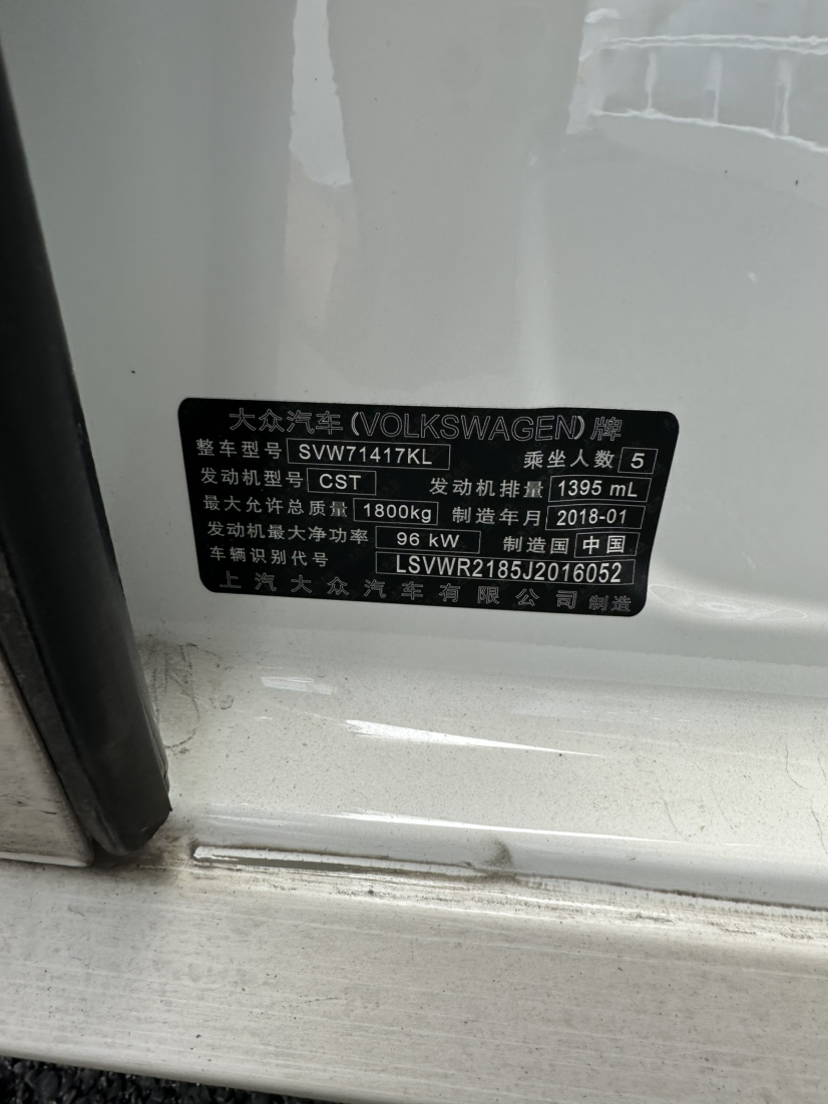 大众汽车(VOLKSWAGEN)牌
整车型号 SVW71417KL 乘坐人数 5
发动机型号 CST 发动机排量 1395 mL
最大允许总质量 1800kg 制造年月 2018-01
发动机最大净功率 96 kW 制造国 中国
车辆识别代号 LSVWR2185J2016052
上汽大众汽车有限公司 制造